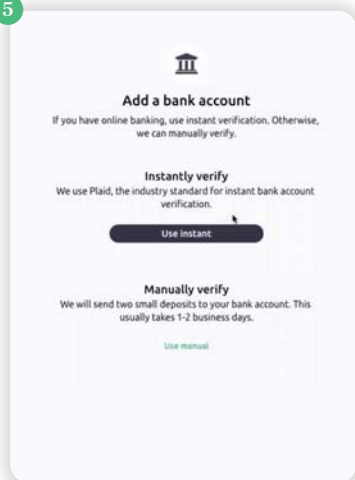 5
Add a bank account
If you have online banking, use instant verification. Otherwise,
we can manually verify.
Instantly verify
We use Plaid, the industry standard for instant bank account
verification.
Use instant
Manually verify
We will send two small deposits to your bank account. This
usually takes 1-2 business days.
Use manual